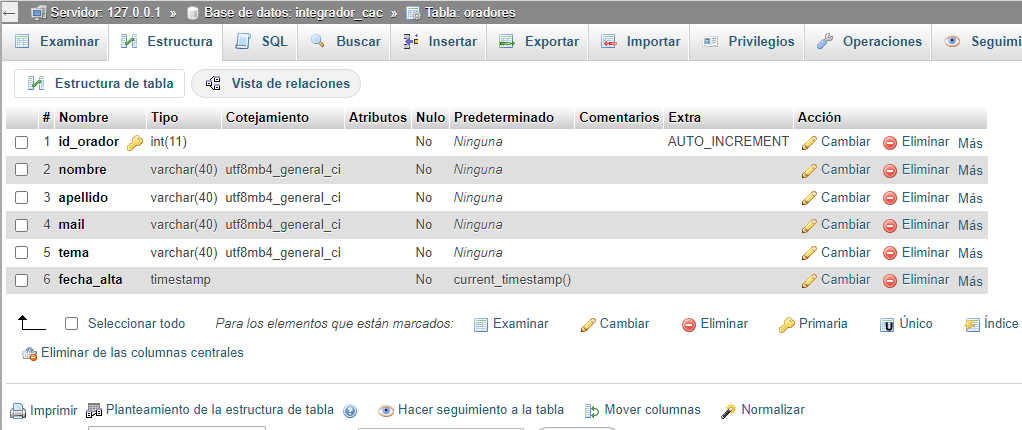 Servidor: 127.0.0.1 » Base de datos: integrador_cac » Tabla: oradores
Examinar Estructura SQL Buscar Insertar Exportar Importar Privilegios Operaciones Seguimi
Estructura de tabla Vista de relaciones
# Nombre Tipo Cotejamiento Atributos Nulo Predeterminado Comentarios Extra Acción
1 id_orador int(11) No Ninguna AUTO_INCREMENT Cambiar Eliminar Más
2 nombre varchar(40) utf8mb4_general_ci No Ninguna Cambiar Eliminar Más
3 apellido varchar(40) utf8mb4_general_ci No Ninguna Cambiar Eliminar Más
4 mail varchar(40) utf8mb4_general_ci No Ninguna Cambiar Eliminar Más
5 tema varchar(40) utf8mb4_general_ci No Ninguna Cambiar Eliminar Más
6 fecha_alta timestamp No current_timestamp() Cambiar Eliminar Más
Seleccionar todo Para los elementos que están marcados: Examinar Cambiar Eliminar Primaria Único Índice
Eliminar de las columnas centrales
Imprimir Planteamiento de la estructura de tabla Hacer seguimiento a la tabla Mover columnas Normalizar